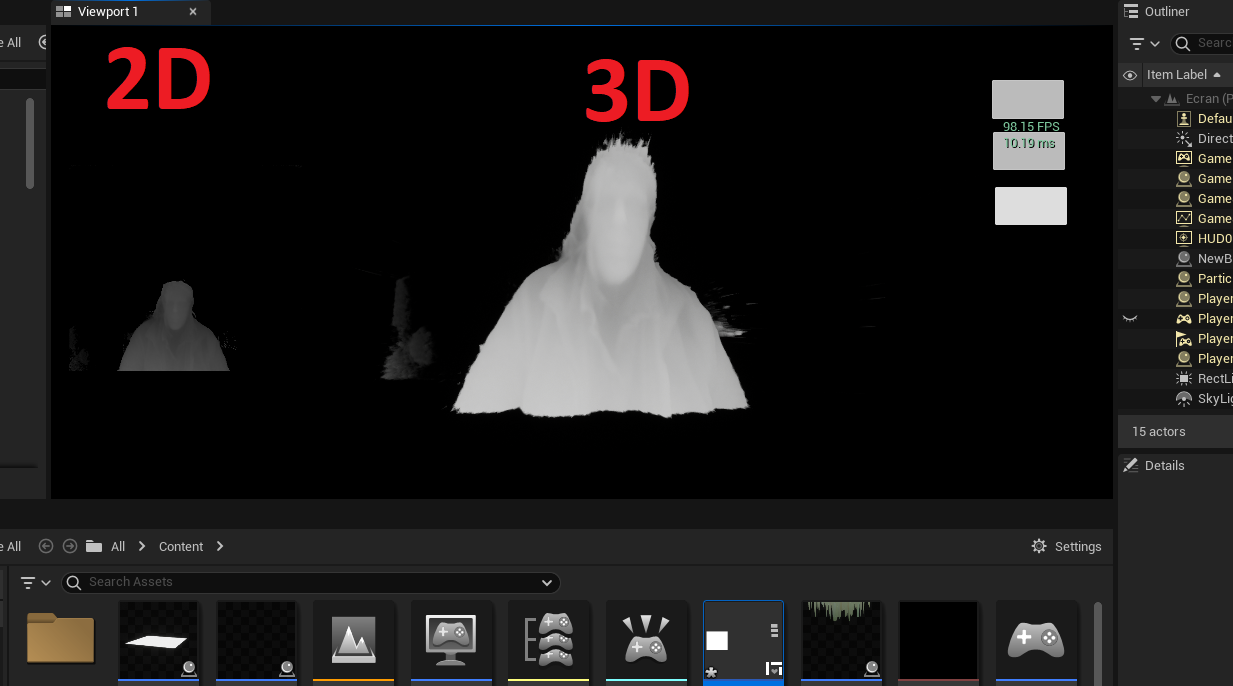 Viewport 1
Outliner
e All
2D
3D
Searc
Item Label
98.15 FPS
10.19 ms
Ecran (P
Defau
Direct
Game
Game
Game
Game
HUD0
NewB
Partic
Player
Player
Player
Player
RectLi
SkyLig
15 actors
Details
e All
All
Content
Settings
Search Assets